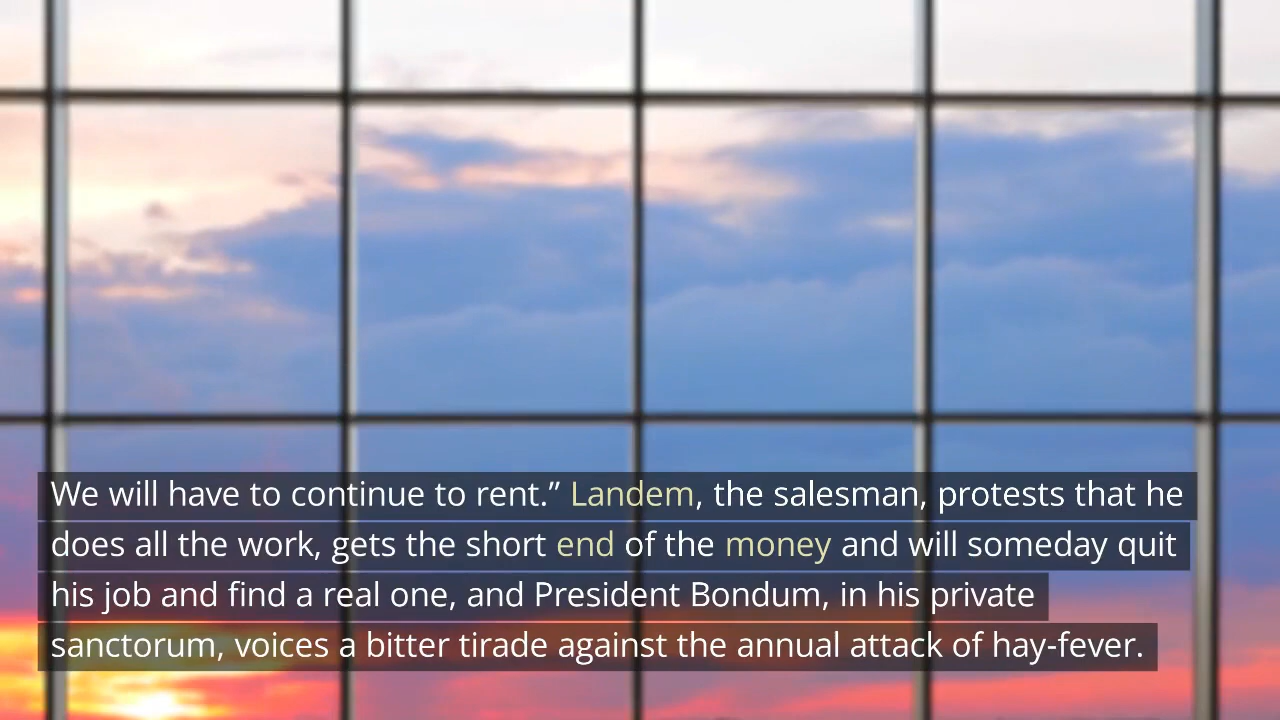 We will have to continue to rent.” Landem, the salesman, protests that he
does all the work, gets the short end of the money and will someday quit
his job and find a real one, and President Bondum, in his private
sanctorum, voices a bitter tirade against the annual attack of hay-fever.